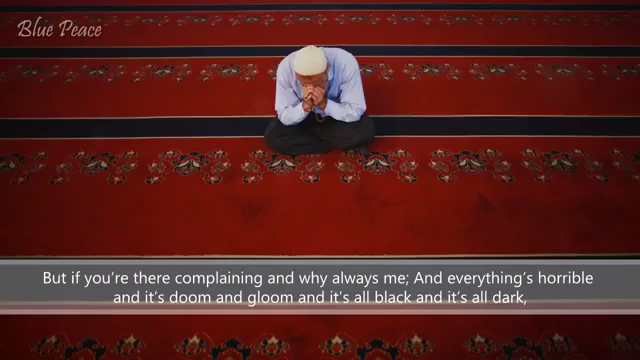 Blue Peace
But if you're there complaining and why always me; And everything's horrible
and it's doom and gloom and it's all black and it's all dark,